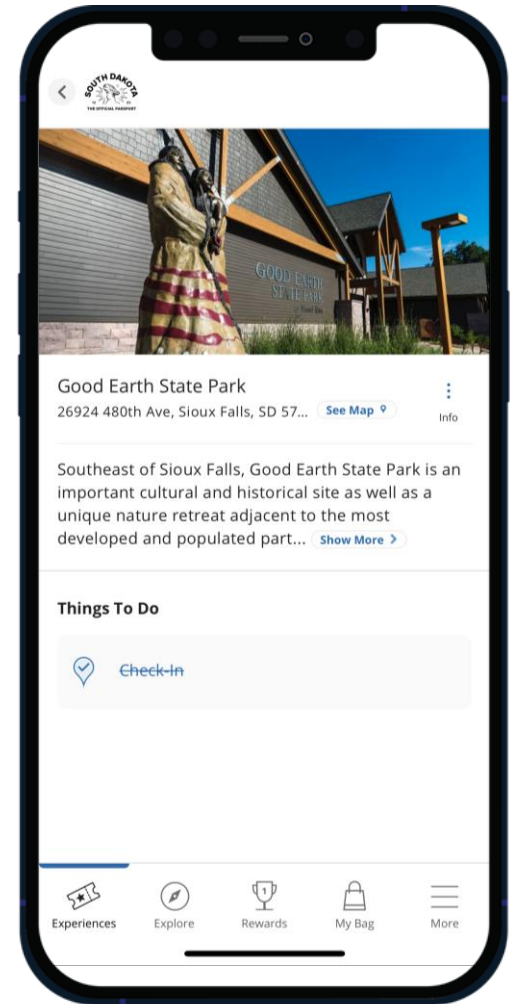 SOUTH DAKOTA
THE OFFICIAL PASSPORT
GOOD EARTH
STATE PARK
Good Earth State Park
26924 480th Ave, Sioux Falls, SD 57... See Map
Info
Southeast of Sioux Falls, Good Earth State Park is an
important cultural and historical site as well as a
unique nature retreat adjacent to the most
developed and populated part... Show More >
Things To Do
Check-In
1
Experiences Explore Rewards My Bag More